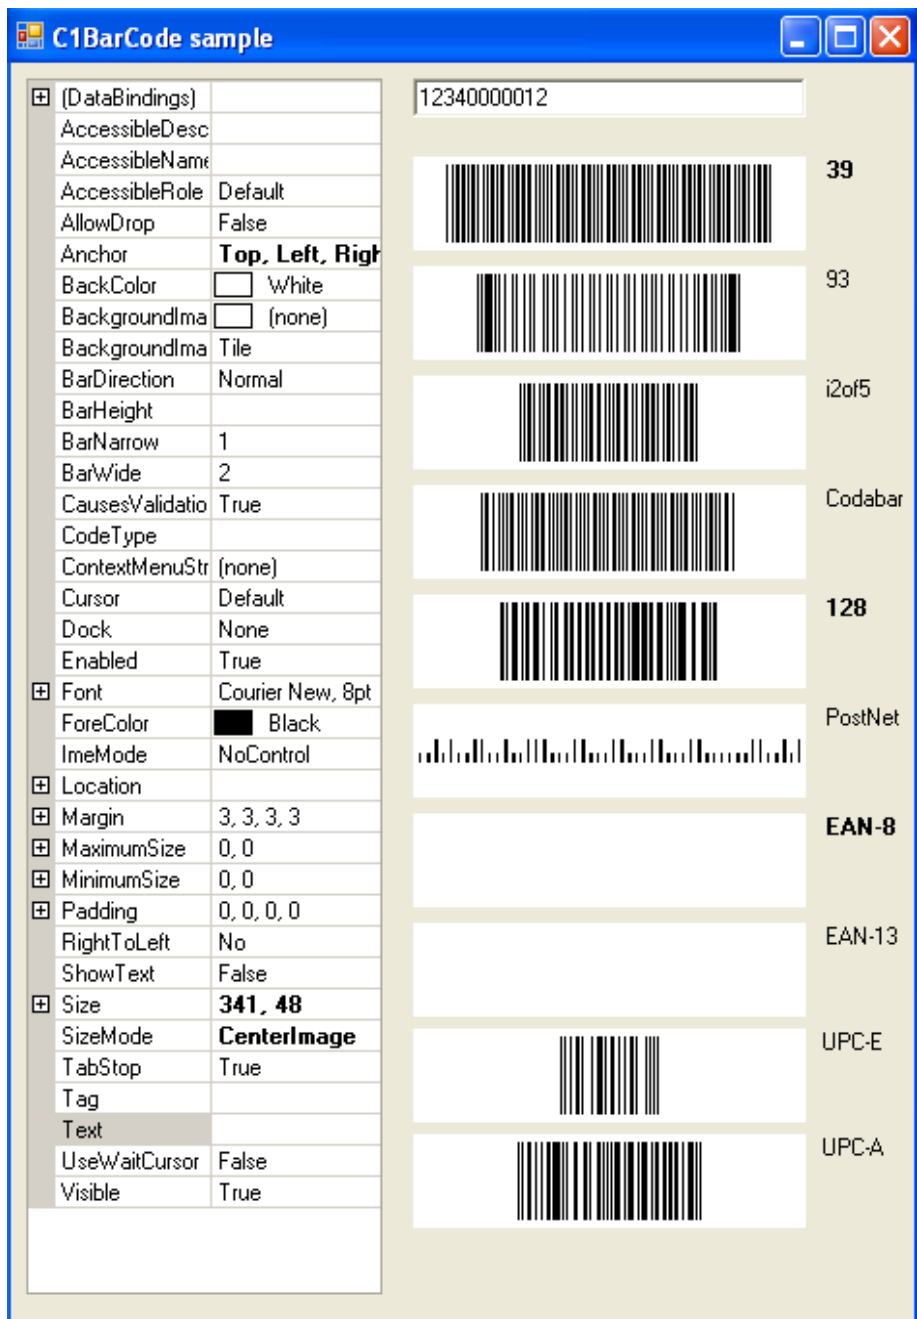 C1BarCode sample
(DataBindings)
AccessibleDesc
AccessibleName
AccessibleRole Default
AllowDrop False
Anchor Top, Left, Righ
BackColor White
BackgroundIma (none)
BackgroundIma Tile
BarDirection Normal
BarHeight
BarNarrow 1
BarWide 2
CausesValidatio True
CodeType
ContextMenuStr (none)
Cursor Default
Dock None
Enabled True
Font Courier New, 8pt
ForeColor Black
ImeMode NoControl
Location
Margin 3, 3, 3, 3
MaximumSize 0, 0
MinimumSize 0, 0
Padding 0, 0, 0, 0
RightToLeft No
ShowText False
Size 341, 48
SizeMode CenterImage
TabStop True
Tag
Text
UseWaitCursor False
Visible True
12340000012
39
93
i2of5
Codabar
128
PostNet
EAN-8
EAN-13
UPC-E
UPC-A